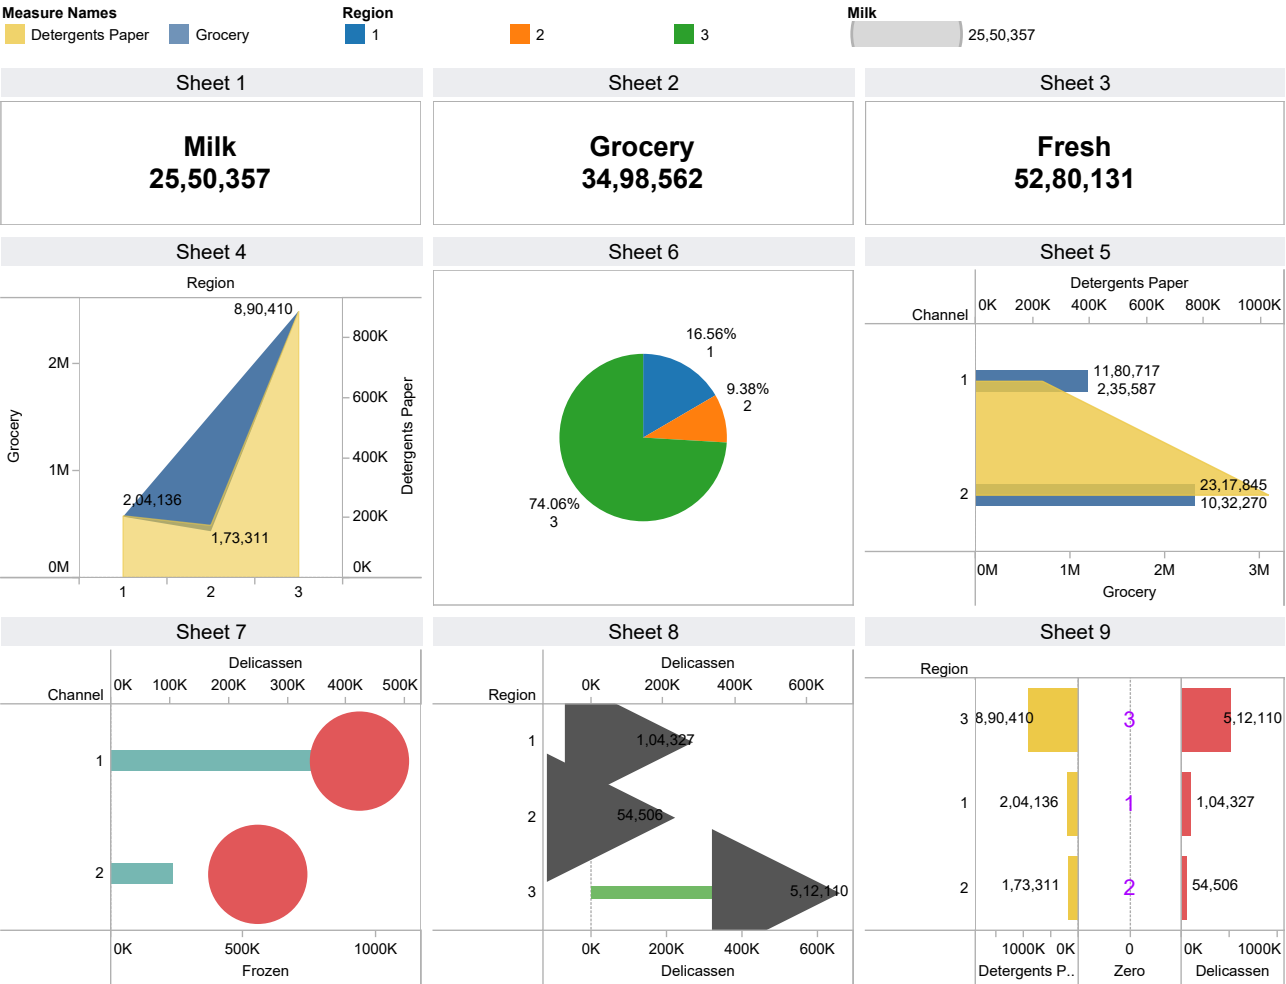 Measure Names
Detergents Paper
Grocery
Region
1
2
3
Milk
25,50,357
Sheet 1
Milk
25,50,357
Sheet 2
Grocery
34,98,562
Sheet 3
Fresh
52,80,131
Sheet 4
Region
8,90,410
2,04,136
1,73,311
2M
1M
0M
Grocery
800K
600K
400K
200K
0K
Detergents Paper
1
2
3
Sheet 6
16.56%
1
9.38%
2
74.06%
3
Sheet 5
Detergents Paper
0K 200K 400K 600K 800K 1000K
Channel
1
11,80,717
2,35,587
2
23,17,845
10,32,270
0M 1M 2M 3M
Grocery
Sheet 7
Delicassen
0K 100K 200K 300K 400K 500K
Channel
1
2
0K 500K 1000K
Frozen
Sheet 8
Delicassen
0K 200K 400K 600K
Region
1 1,04,327
2 54,506
3 5,12,110
0K 200K 400K 600K
Delicassen
Sheet 9
Region
3 8,90,410 3 5,12,110
1 2,04,136 1 1,04,327
2 1,73,311 2 54,506
1000K 0K 0 0K 1000K
Detergents P.. Zero Delicassen